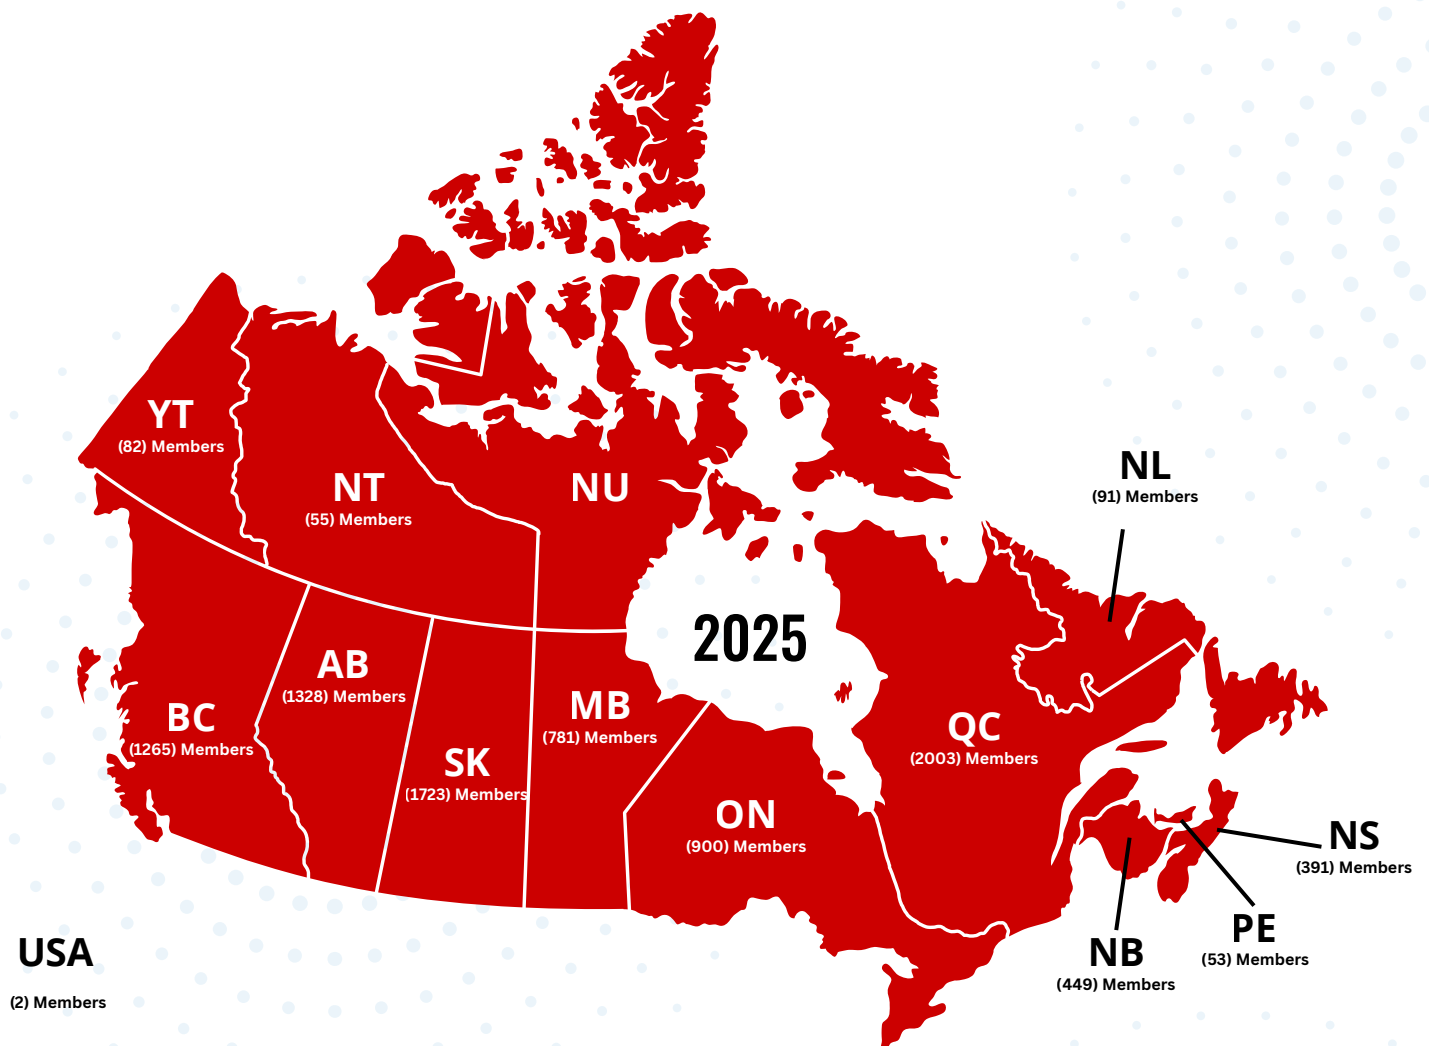 YT
(82) Members
NT
(55) Members
NU
NL
(91) Members
2025
AB
(1328) Members
BC
(1265) Members
MB
(781) Members
SK
(1723) Members
QC
(2003) Members
ON
(900) Members
NS
(391) Members
PE
(53) Members
NB
(449) Members
USA
(2) Members